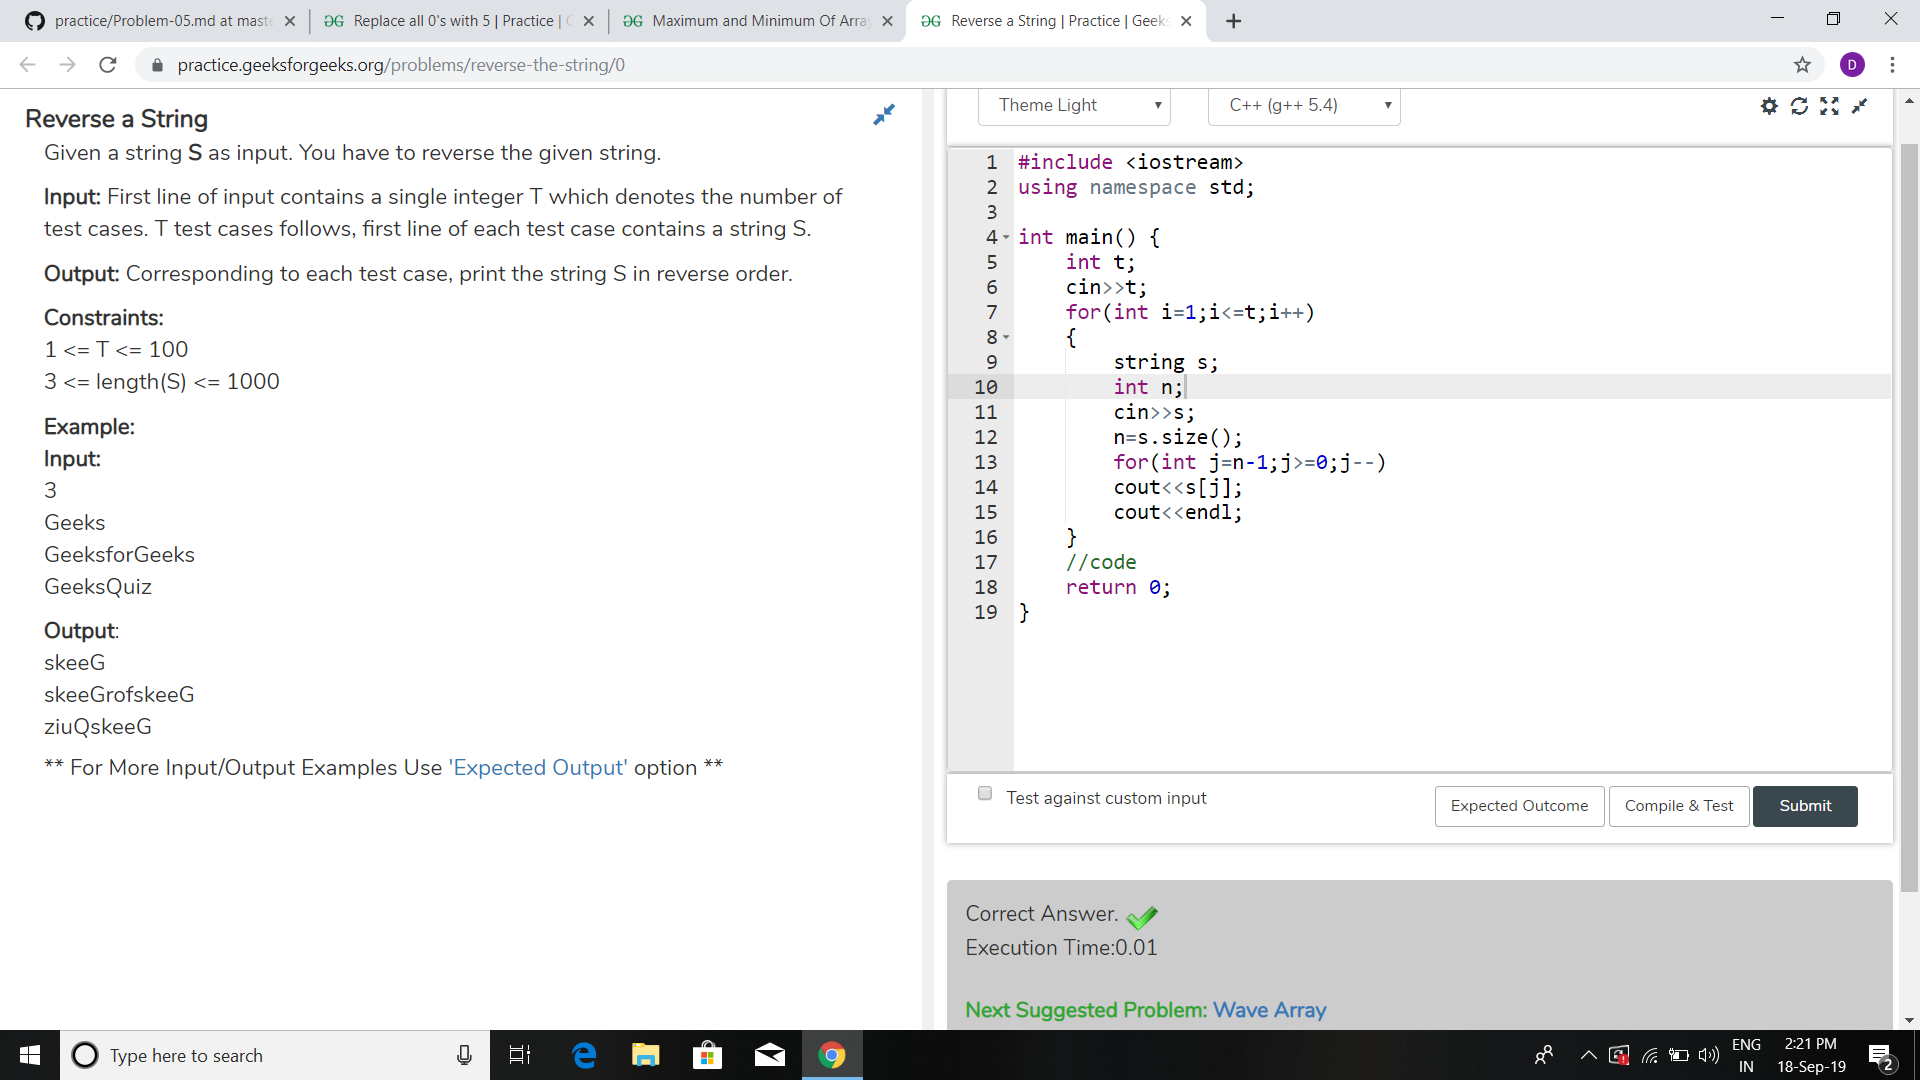 practice/Problem-05.md at maste
Replace all 0's with 5 | Practice | G
Maximum and Minimum Of Array
Reverse a String | Practice | Geeks
practice.geeksforgeeks.org/problems/reverse-the-string/0
D
Reverse a String
Given a string S as input. You have to reverse the given string.
Input: First line of input contains a single integer T which denotes the number of
test cases. T test cases follows, first line of each test case contains a string S.
Output: Corresponding to each test case, print the string S in reverse order.
Constraints:
1 <= T <= 100
3 <= length(S) <= 1000
Example:
Input:
3
Geeks
GeeksforGeeks
GeeksQuiz
Output:
skeeG
skeeGrofskeeG
ziuQskeeG
** For More Input/Output Examples Use 'Expected Output' option **
Theme Light
C++ (g++ 5.4)
1 #include <iostream>
2 using namespace std;
3
4 int main() {
5 int t;
6 cin>>t;
7 for(int i=1;i<=t;i++)
8 {
9 string s;
10 int n;
11 cin>>s;
12 n=s.size();
13 for(int j=n-1;j>=0;j--)
14 cout<<s[j];
15 cout<<endl;
16 }
17 //code
18 return 0;
19 }
Test against custom input
Expected Outcome
Compile & Test
Submit
Correct Answer.
Execution Time:0.01
Next Suggested Problem: Wave Array
Type here to search
ENG
IN
2:21 PM
18-Sep-19
2